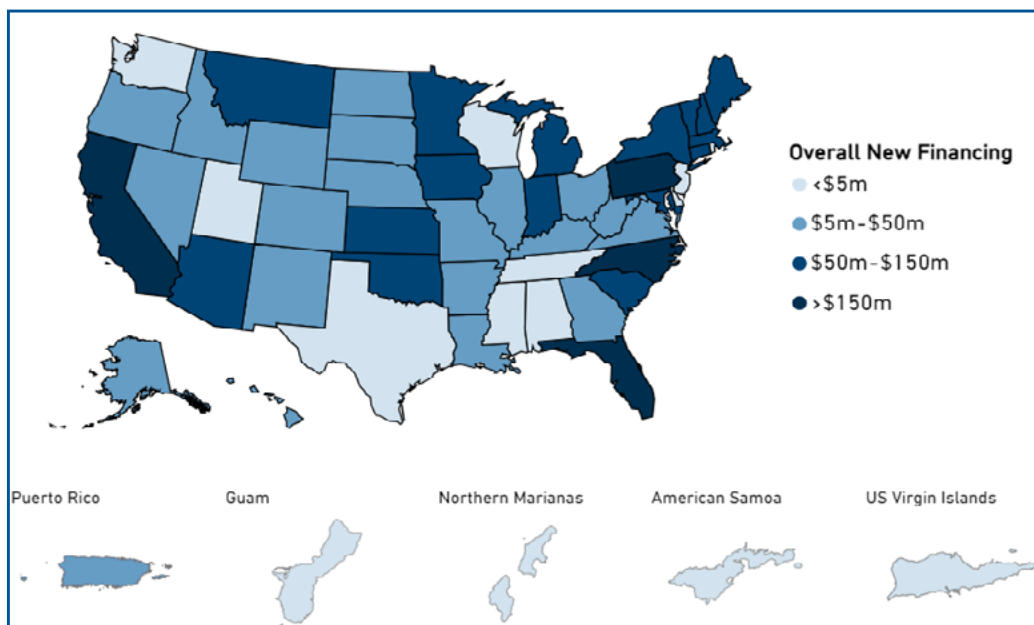 Overall New Financing
<$5m
$5m-$50m
$50m-$150m
>$150m
Puerto Rico
Guam
Northern Marianas
American Samoa
US Virgin Islands